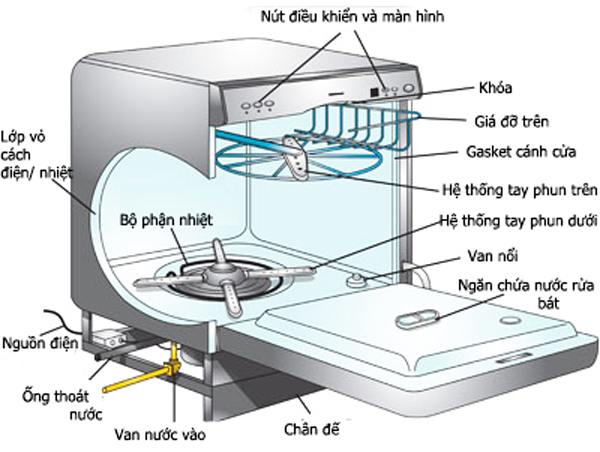 Nút điều khiển và màn hình
Khóa
Giá đỡ trên
Gasket cánh cửa
Lớp vỏ
cách
điện/ nhiệt
Hệ thống tay phun trên
Bộ phận nhiệt
Hệ thống tay phun dưới
Van nổi
Ngăn chứa nước rửa
bát
Nguồn điện
Ống thoát
nước
Van nước vào
Chân đế